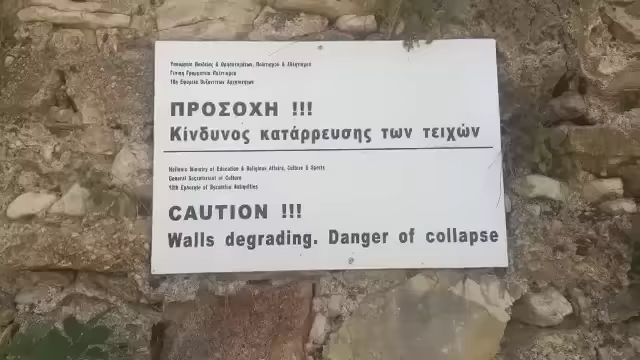 Υπουργείο Παιδείας & Θρησκευμάτων, Πολιτισμού & Αθλητισμού
Γενική Γραμματεία Πολιτισμού
Εφορεία Βυζαντινών Αρχαιοτήτων
ΠΡΟΣΟΧΗ !!!
Κίνδυνος κατάρρευσης των τειχών
Hellenic Ministry of Education & Religious Affairs, Culture & Sports
General Secretariat of Culture
Ephorate of Byzantine Antiquities
CAUTION !!!
Walls degrading. Danger of collapse